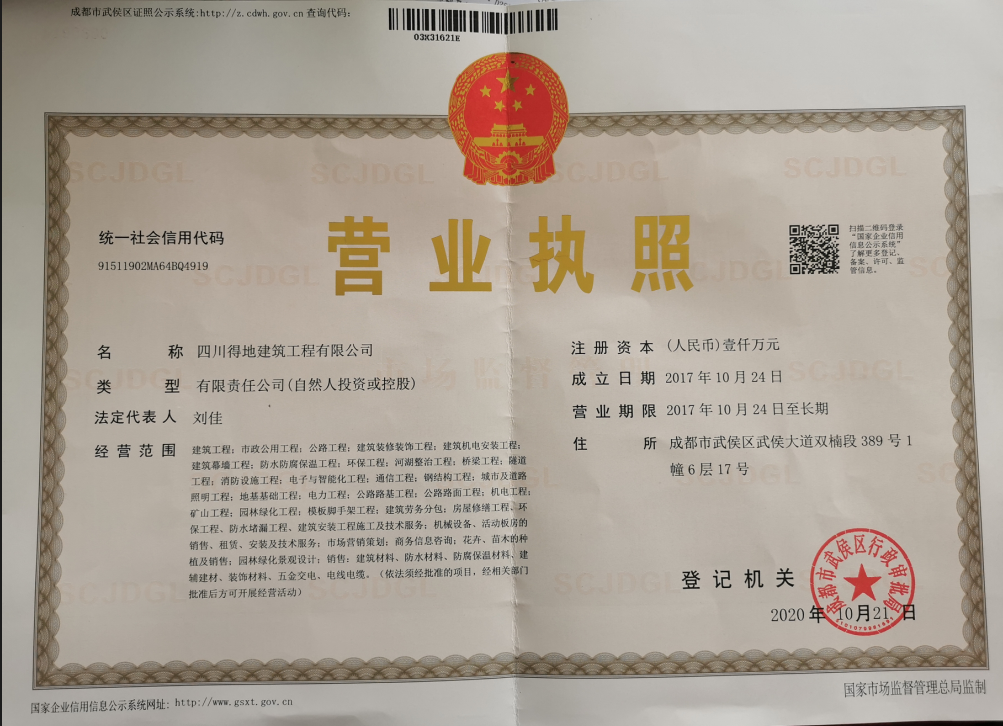 成都市武侯区证照公示系统:http://z.cdwh.gov.cn 查询代码:
03X31621E
SCJDGL SCJDGL SCJDGL SCJDGL
营业执照
统一社会信用代码
91511902MA64BQ4919
扫描二维码登录
“国家企业信用
信息公示系统”
了解更多登记、
备案、许可、监
管信息。
名称 四川得地建筑工程有限公司
类型 有限责任公司(自然人投资或控股)
法定代表人 刘佳
经营范围 建筑工程；市政公用工程；公路工程；建筑装修装饰工程；建筑机电安装工程；
建筑幕墙工程；防水防腐保温工程；环保工程；河湖整治工程；桥梁工程；隧道
工程；消防设施工程；电子与智能化工程；通信工程；钢结构工程；城市及道路
照明工程；地基基础工程；电力工程；公路路基工程；公路路面工程；机电工程；
矿山工程；园林绿化工程；模板脚手架工程；建筑劳务分包；房屋修缮工程、环
保工程、防水堵漏工程、建筑安装工程施工及技术服务；机械设备、活动板房的
销售、租赁、安装及技术服务；市场营销策划；商务信息咨询；花卉、苗木的种
植及销售；园林绿化景观设计；销售：建筑材料、防水材料、防腐保温材料、建
辅建材、装饰材料、五金交电、电线电缆。（依法须经批准的项目，经相关部门
批准后方可开展经营活动）
注册资本 (人民币)壹仟万元
成立日期 2017年10月24日
营业期限 2017年10月24日至长期
住所 成都市武侯区武侯大道双楠段389号1
幢6层17号
登记机关
成都市武侯区行政审批局
2020年10月21日
国家企业信用信息公示系统网址: http://www.gsxt.gov.cn
国家市场监督管理总局监制